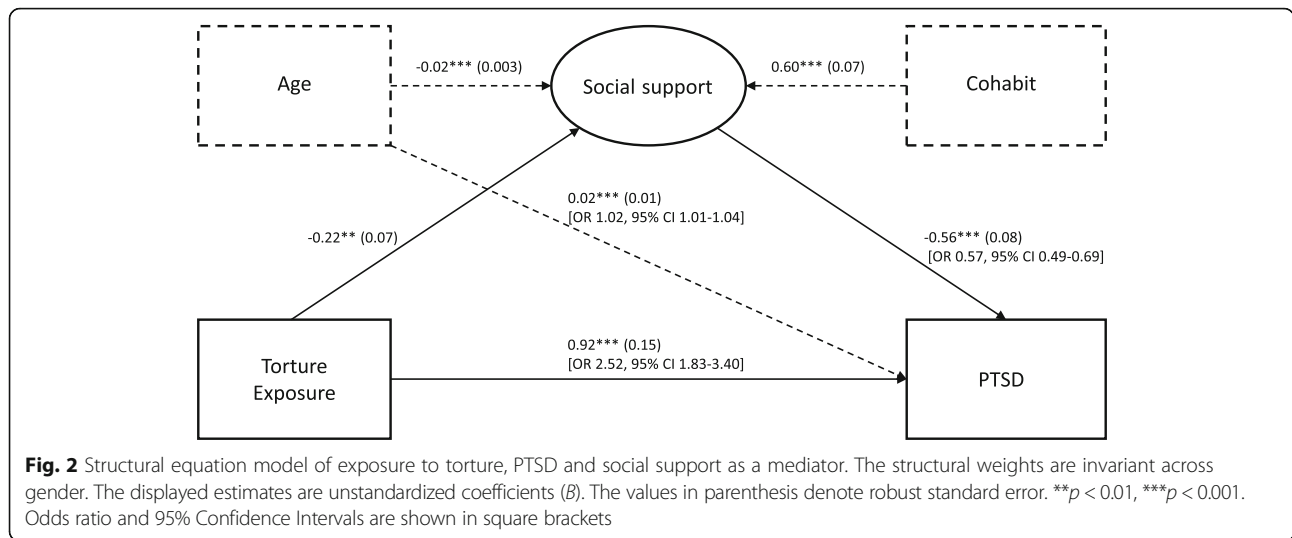 Age
-0.02*** (0.003)
Social support
0.60*** (0.07)
Cohabit
0.02*** (0.01)
[OR 1.02, 95% CI 1.01-1.04]
-0.22** (0.07)
-0.56*** (0.08)
[OR 0.57, 95% CI 0.49-0.69]
0.92*** (0.15)
[OR 2.52, 95% CI 1.83-3.40]
Torture
Exposure
PTSD
Fig. 2 Structural equation model of exposure to torture, PTSD and social support as a mediator. The structural weights are invariant across
gender. The displayed estimates are unstandardized coefficients (B). The values in parenthesis denote robust standard error. **p < 0.01, ***p < 0.001.
Odds ratio and 95% Confidence Intervals are shown in square brackets